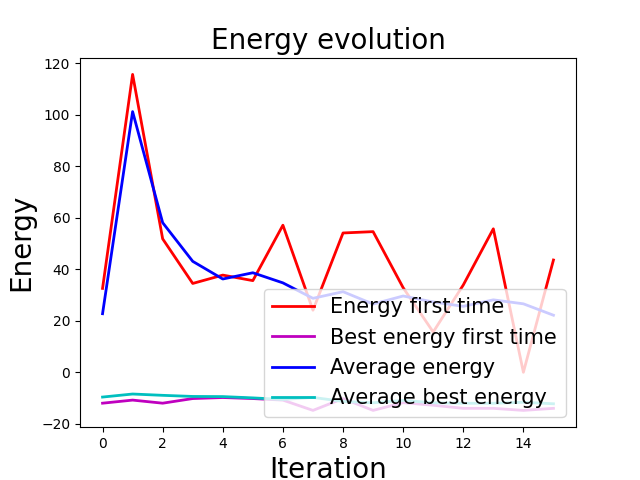 Energy evolution
120
100
80
60
40
20
0
−20
Energy
Energy first time
Best energy first time
Average energy
Average best energy
0 2 4 6 8 10 12 14
Iteration